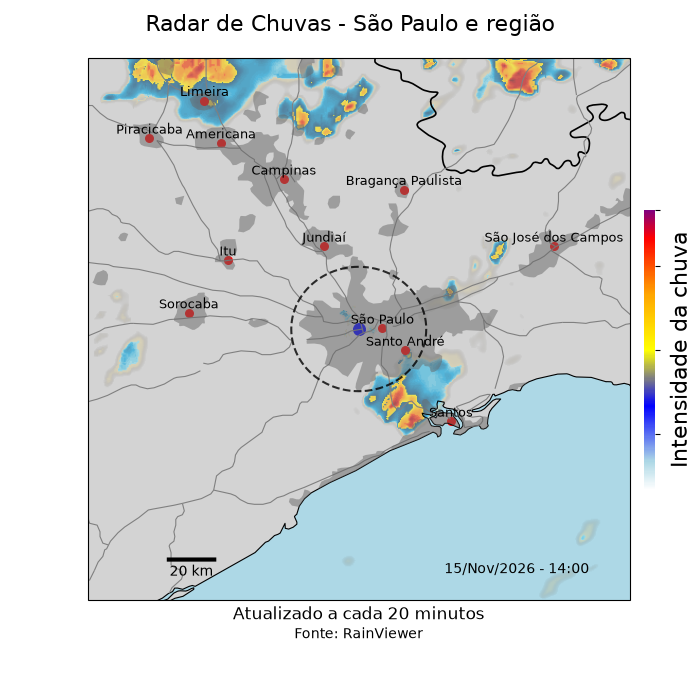 Radar de Chuvas - São Paulo e região
Limeira
Piracicaba
Americana
Campinas
Bragança Paulista
Jundiaí
São José dos Campos
Itu
Sorocaba
São Paulo
Santo André
Santos
Intensidade da chuva
20 km
15/Nov/2026 - 14:00
Atualizado a cada 20 minutos
Fonte: RainViewer